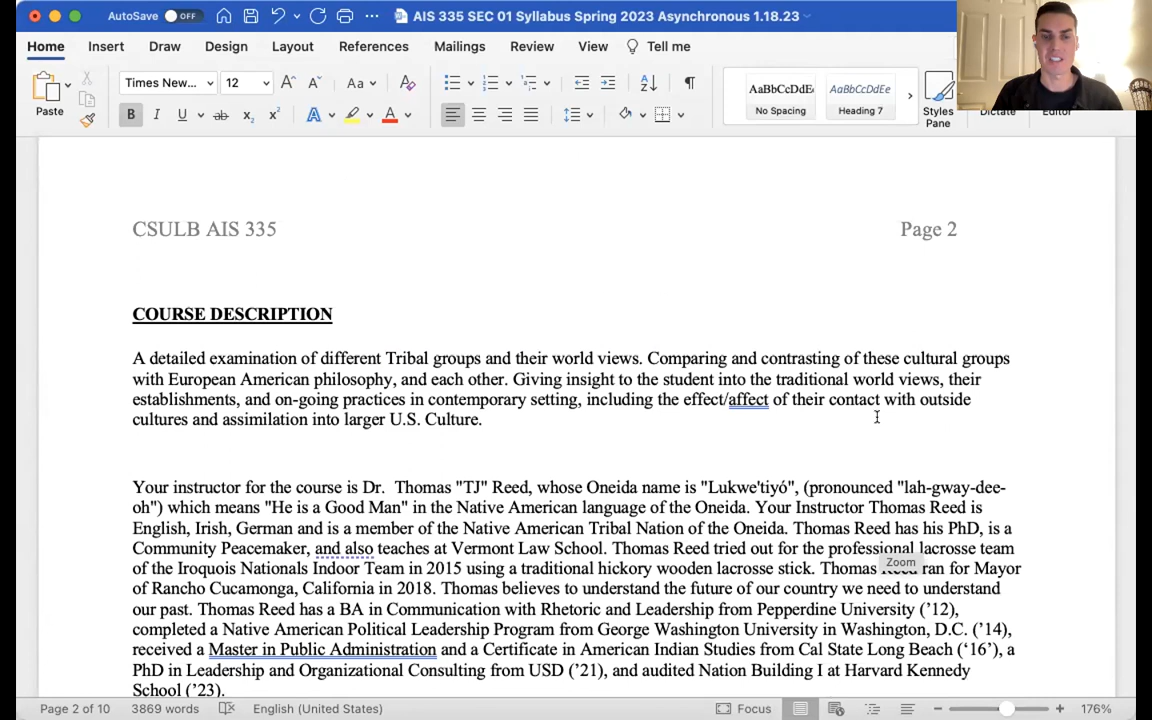 AutoSave OFF AIS 335 SEC 01 Syllabus Spring 2023 Asynchronous 1.18.23
Home Insert Draw Design Layout References Mailings Review View Tell me
Paste Times New... 12 Aa AaBbCcDdE AaBbCcDdEe
B I U ab x₂ x² A A No Spacing Heading 7 Styles Pane Dictate Editor
CSULB AIS 335 Page 2
COURSE DESCRIPTION
A detailed examination of different Tribal groups and their world views. Comparing and contrasting of these cultural groups
with European American philosophy, and each other. Giving insight to the student into the traditional world views, their
establishments, and on-going practices in contemporary setting, including the effect/affect of their contact with outside
cultures and assimilation into larger U.S. Culture.
Your instructor for the course is Dr. Thomas "TJ" Reed, whose Oneida name is "Lukwe'tiyó", (pronounced "lah-gway-dee-
oh") which means "He is a Good Man" in the Native American language of the Oneida. Your Instructor Thomas Reed is
English, Irish, German and is a member of the Native American Tribal Nation of the Oneida. Thomas Reed has his PhD, is a
Community Peacemaker, and also teaches at Vermont Law School. Thomas Reed tried out for the professional lacrosse team
of the Iroquois Nationals Indoor Team in 2015 using a traditional hickory wooden lacrosse stick. Thomas Reed ran for Mayor
Zoom
of Rancho Cucamonga, California in 2018. Thomas believes to understand the future of our country we need to understand
our past. Thomas Reed has a BA in Communication with Rhetoric and Leadership from Pepperdine University (’12),
completed a Native American Political Leadership Program from George Washington University in Washington, D.C. (’14),
received a Master in Public Administration and a Certificate in American Indian Studies from Cal State Long Beach (‘16’), a
PhD in Leadership and Organizational Consulting from USD (’21), and audited Nation Building I at Harvard Kennedy
School (’23).
Page 2 of 10 3869 words English (United States) Focus 176%